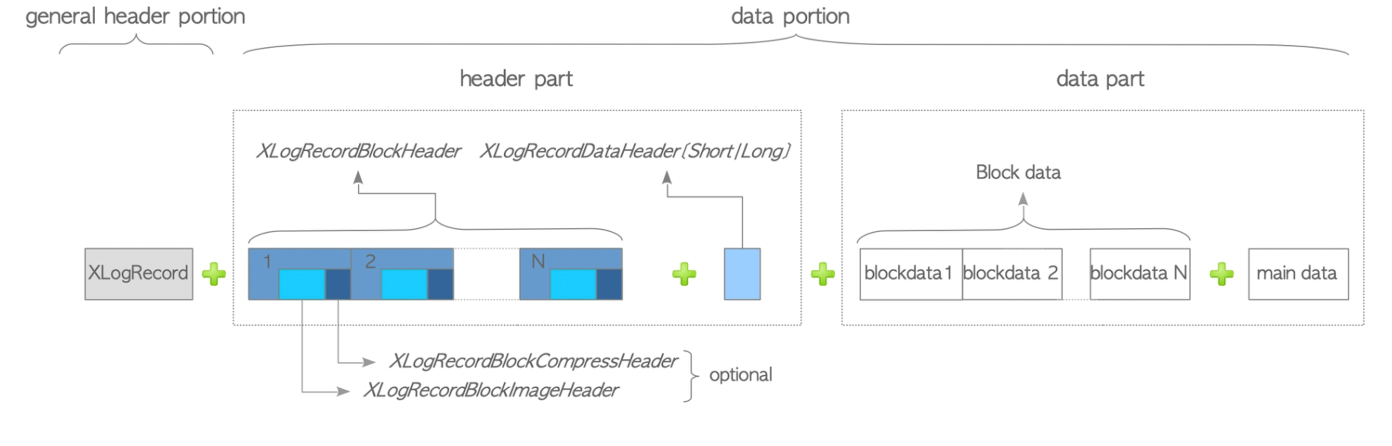 general header portion
data portion
header part
data part
XLogRecordBlockHeader
XLogRecordDataHeader(Short|Long)
Block data
XLogRecord
1
2
N
blockdata1
blockdata 2
blockdata N
main data
XLogRecordBlockCompressHeader
XLogRecordBlockImageHeader
optional